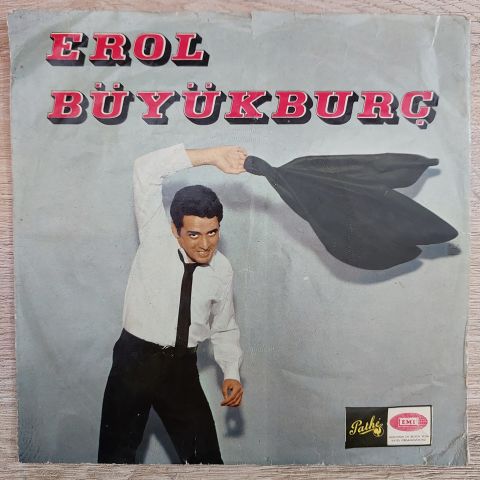 EROL
BÜYÜKBURÇ
Pathé
EMI